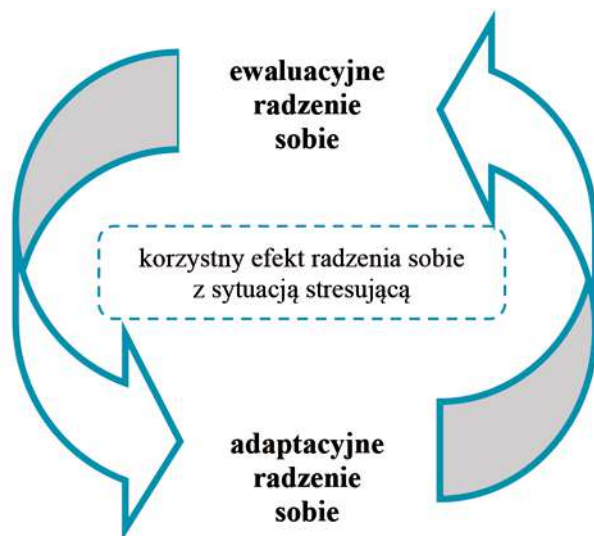 ewaluacyjne
radzenie
sobie
korzystny efekt radzenia sobie
z sytuacją stresującą
adaptacyjne
radzenie
sobie